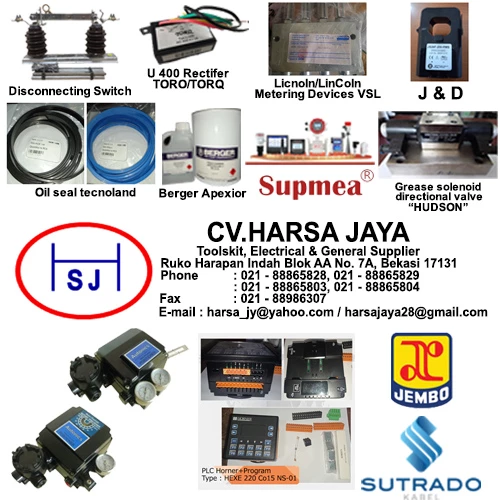 Disconnecting Switch
U 400 Rectifer
TORO/TORQ
Licnoln/LinColn
Metering Devices VSL
J & D
Oil seal tecnoland
BERGER
BERGER
Berger Apexior
Supmea®
Grease solenoid
directional valve
“HUDSON”
HSJ
CV.HARSA JAYA
Toolskit, Electrical & General Supplier
Ruko Harapan Indah Blok AA No. 7A, Bekasi 17131
Phone : 021 - 88865828, 021 - 88865829
: 021 - 88865803, 021 - 88865804
Fax : 021 - 88986307
E-mail : harsa_jy@yahoo.com / harsajaya28@gmail.com
PLC Horner+Program
Type : HEXE 220 Co15 NS-01
JEMBO
SUTRADO
KABEL